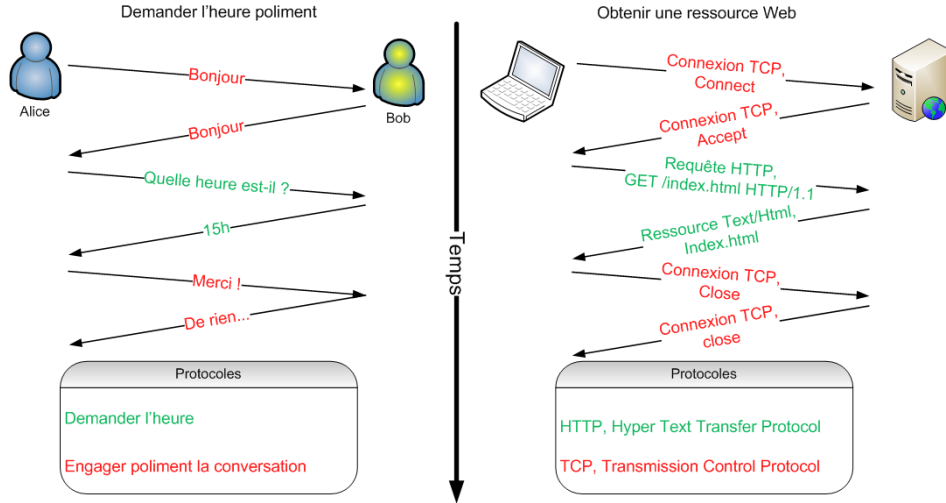 Demander l'heure poliment
Alice
Bob
Bonjour
Bonjour
Quelle heure est-il ?
15h
Merci !
De rien...
Protocoles
Demander l'heure
Engager poliment la conversation
Temps
Obtenir une ressource Web
Connexion TCP,
Connect
Connexion TCP,
Accept
Requête HTTP,
GET /index.html HTTP/1.1
Ressource Text/Html,
Index.html
Connexion TCP,
Close
Connexion TCP,
close
Protocoles
HTTP, Hyper Text Transfer Protocol
TCP, Transmission Control Protocol